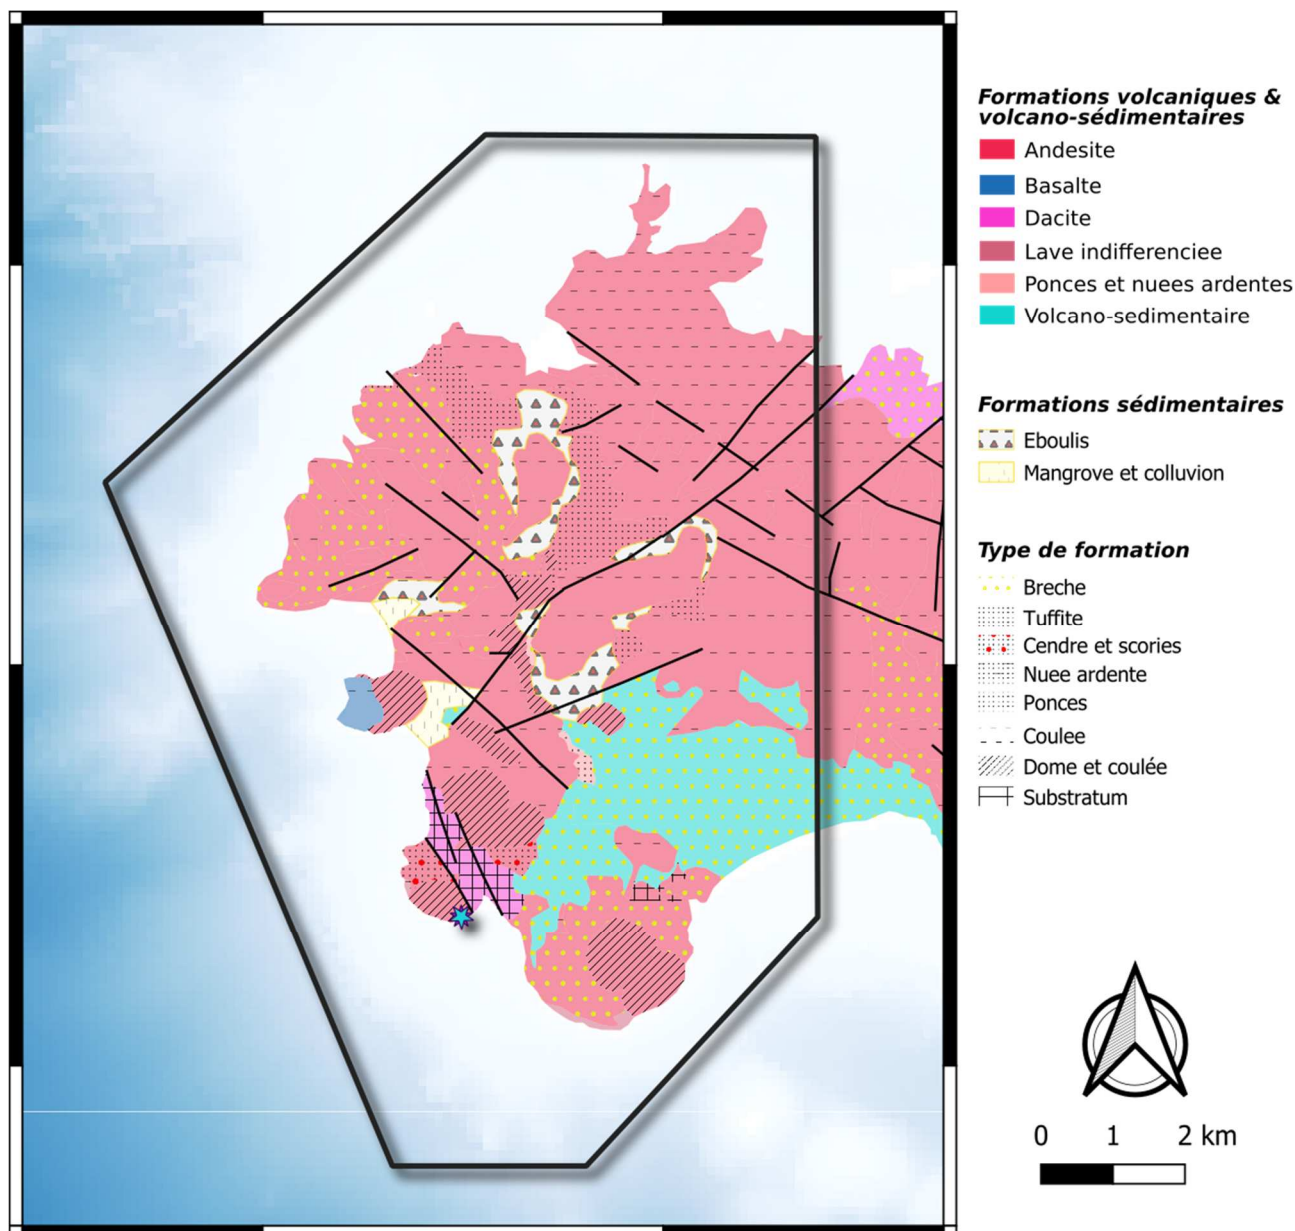 Formations volcaniques &
volcano-sédimentaires
Andesite
Basalte
Dacite
Lave indifferenciee
Ponces et nuees ardentes
Volcano-sedimentaire
Formations sédimentaires
Eboulis
Mangrove et colluvion
Type de formation
Breche
Tuffite
Cendre et scories
Nuee ardente
Ponces
Coulee
Dome et coulée
Substratum
0 1 2 km